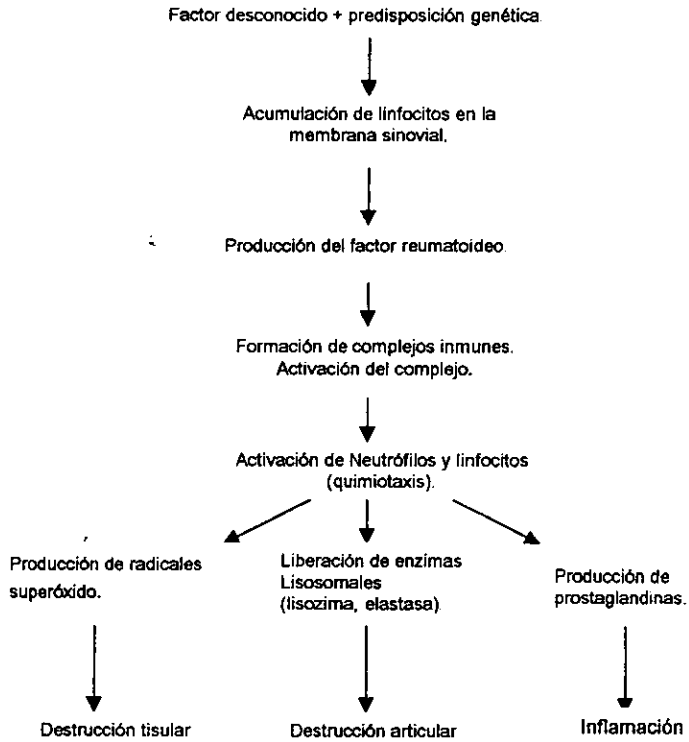 Factor desconocido + predisposición genética.
Acumulación de linfocitos en la
membrana sinovial.
Producción del factor reumatoideo.
Formación de complejos inmunes.
Activación del complejo.
Activación de Neutrófilos y linfocitos
(quimiotaxis).
Producción de radicales
superóxido.
Liberación de enzimas
Lisosomales
(lisozima, elastasa)
Producción de
prostaglandinas.
Destrucción tisular
Destrucción articular
Inflamación